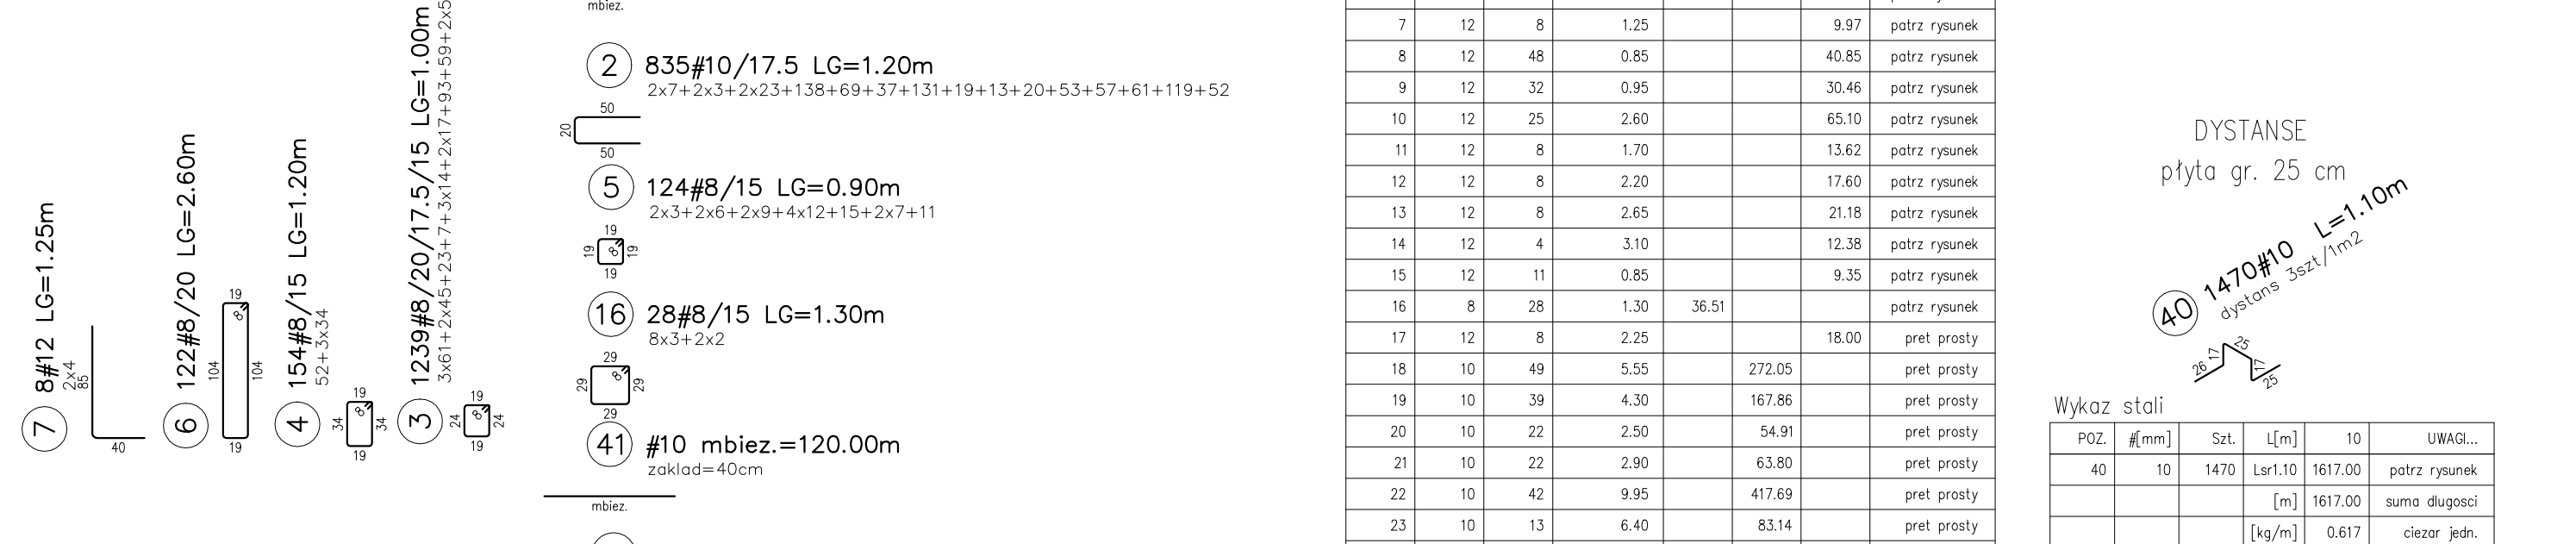 7
8#12 LG=1.25m
2x4
85
40
6
122#8/20 LG=2.60m
19
8
104
104
19
4
154#8/15 LG=1.20m
52+3x34
19
8
34
34
19
3
1239#8/20/17.5/15 LG=1.00m
3x61+2x45+23+7+3x14+2x17+93+59+2x5
19
8
24
24
19
mbiez.
2
835#10/17.5 LG=1.20m
2x7+2x3+2x23+138+69+37+131+19+13+20+53+57+61+119+52
50
20
50
5
124#8/15 LG=0.90m
2x3+2x6+2x9+4x12+15+2x7+11
19
19 8 19
19
16
28#8/15 LG=1.30m
8x3+2x2
29
29 8 29
29
41
#10 mbiez.=120.00m
zaklad=40cm
mbiez.
7 12 8 1.25 9.97 patrz rysunek
8 12 48 0.85 40.85 patrz rysunek
9 12 32 0.95 30.46 patrz rysunek
10 12 25 2.60 65.10 patrz rysunek
11 12 8 1.70 13.62 patrz rysunek
12 12 8 2.20 17.60 patrz rysunek
13 12 8 2.65 21.18 patrz rysunek
14 12 4 3.10 12.38 patrz rysunek
15 12 11 0.85 9.35 patrz rysunek
16 8 28 1.30 36.51 patrz rysunek
17 12 8 2.25 18.00 pret prosty
18 10 49 5.55 272.05 pret prosty
19 10 39 4.30 167.86 pret prosty
20 10 22 2.50 54.91 pret prosty
21 10 22 2.90 63.80 pret prosty
22 10 42 9.95 417.69 pret prosty
23 10 13 6.40 83.14 pret prosty
DYSTANSE
płyta gr. 25 cm
40
1470#10 L=1.10m
dystans 3szt/1m2
26 17 25 17 25
Wykaz stali
POZ. #[mm] Szt. L[m] 10 UWAGI...
40 10 1470 Lsr1.10 1617.00 patrz rysunek
[m] 1617.00 suma dlugosci
[kg/m] 0.617 ciezar jedn.